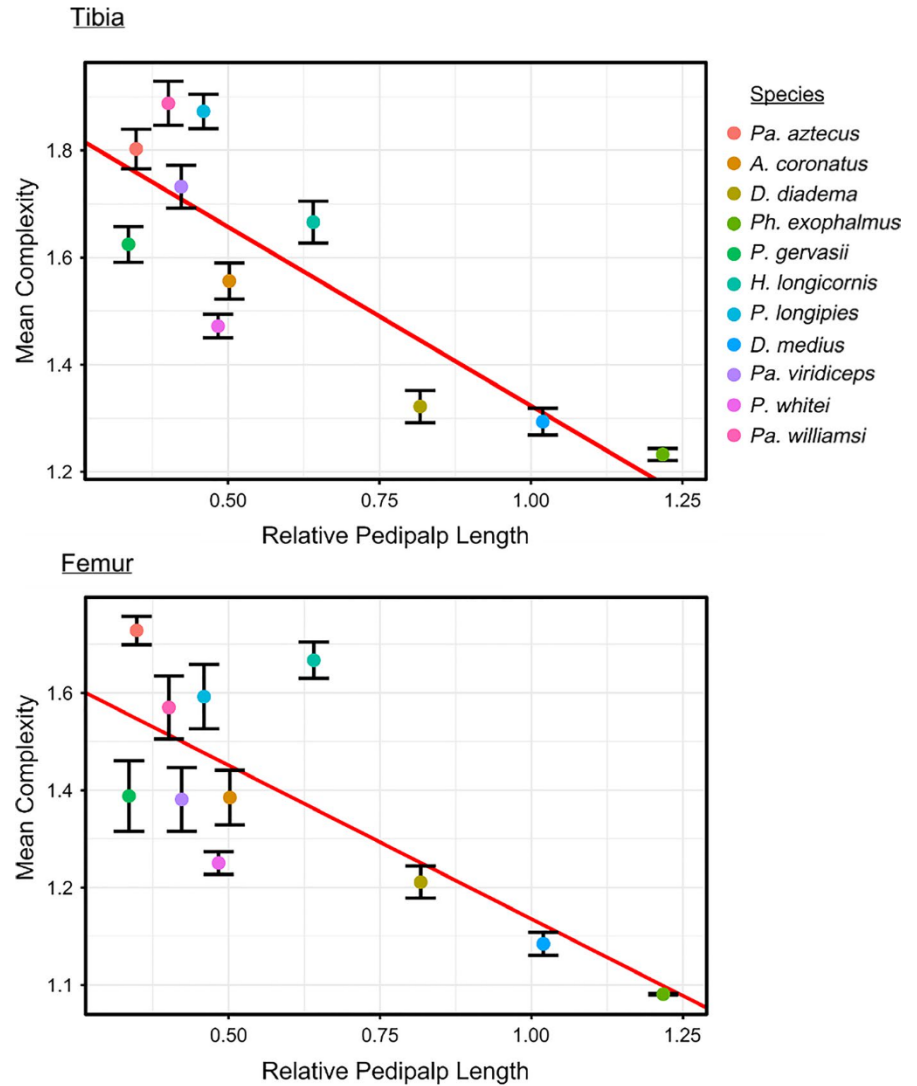 Tibia
Mean Complexity
1.8
1.6
1.4
1.2
0.50 0.75 1.00 1.25
Relative Pedipalp Length
Species
Pa. aztecus
A. coronatus
D. diadema
Ph. exophalmus
P. gervasii
H. longicornis
P. longipies
D. medius
Pa. viridiceps
P. whitei
Pa. williamsi
Femur
Mean Complexity
1.6
1.4
1.2
1.1
0.50 0.75 1.00 1.25
Relative Pedipalp Length